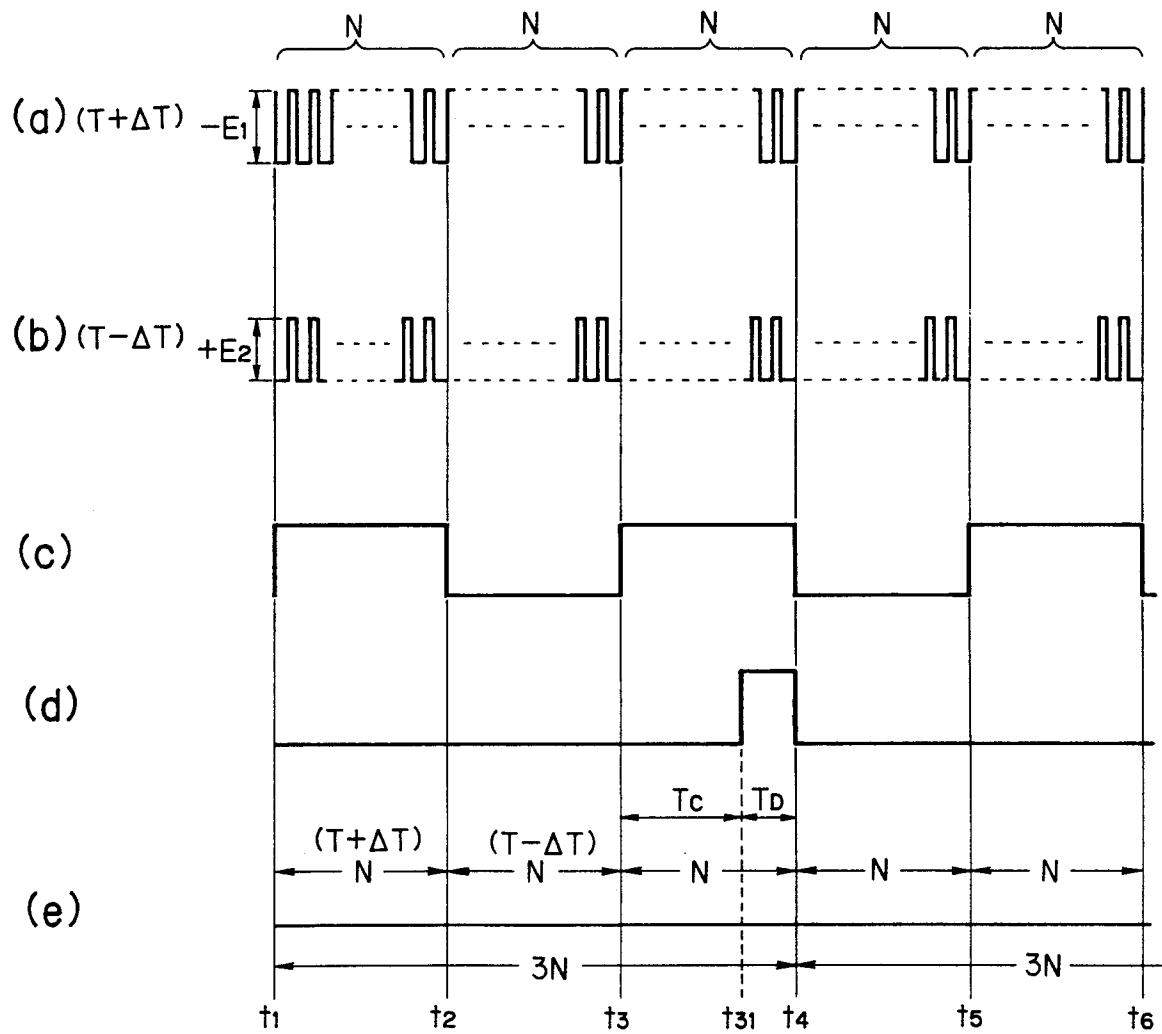 N N N N N
(a) (T+ΔT) −E1
(b) (T−ΔT) +E2
(c)
(d)
TC TD
(T+ΔT) (T−ΔT)
N N N N N
(e)
3N 3N
t1 t2 t3 t31 t4 t5 t6